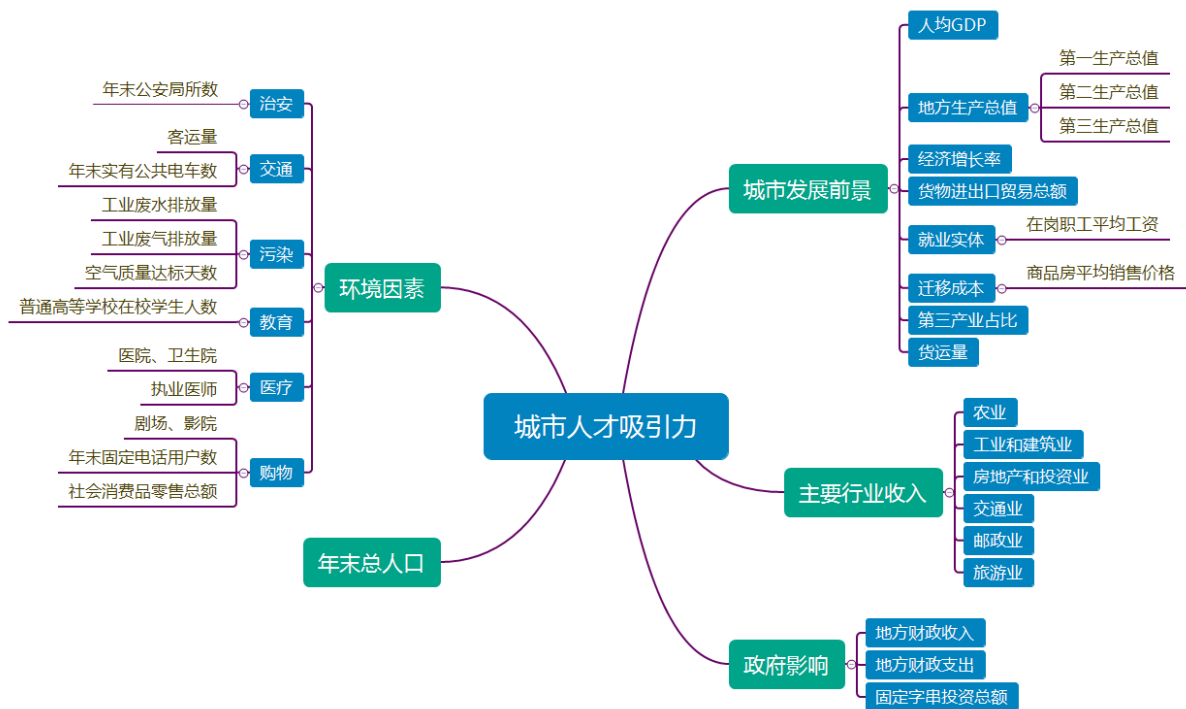 城市人才吸引力
城市发展前景
人均GDP
地方生产总值
第一生产总值
第二生产总值
第三生产总值
经济增长率
货物进出口贸易总额
就业实体
在岗职工平均工资
迁移成本
商品房平均销售价格
第三产业占比
货运量
主要行业收入
农业
工业和建筑业
房地产和投资业
交通业
邮政业
旅游业
政府影响
地方财政收入
地方财政支出
固定字串投资总额
环境因素
治安
年末公安局所数
交通
客运量
年末实有公共电车数
污染
工业废水排放量
工业废气排放量
空气质量达标天数
教育
普通高等学校在校学生人数
医疗
医院、卫生院
执业医师
购物
剧场、影院
年末固定电话用户数
社会消费品零售总额
年末总人口